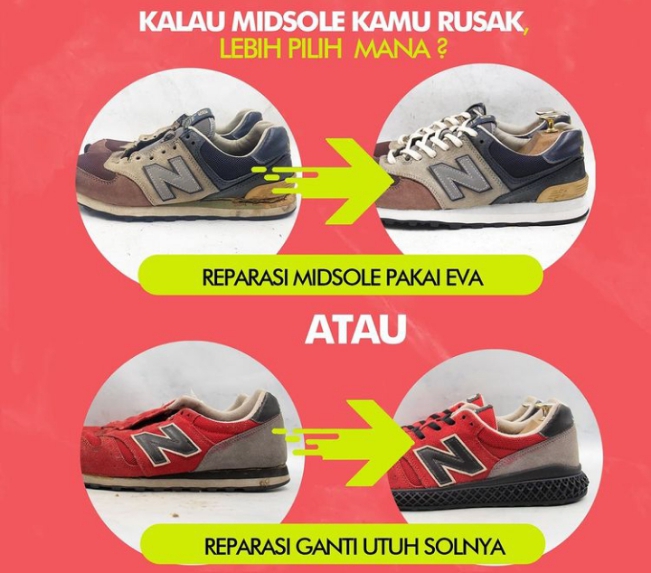 KALAU MIDSOLE KAMU RUSAK,
LEBIH PILIH MANA ?
N
N
REPARASI MIDSOLE PAKAI EVA
ATAU
N
N
REPARASI GANTI UTUH SOLNYA